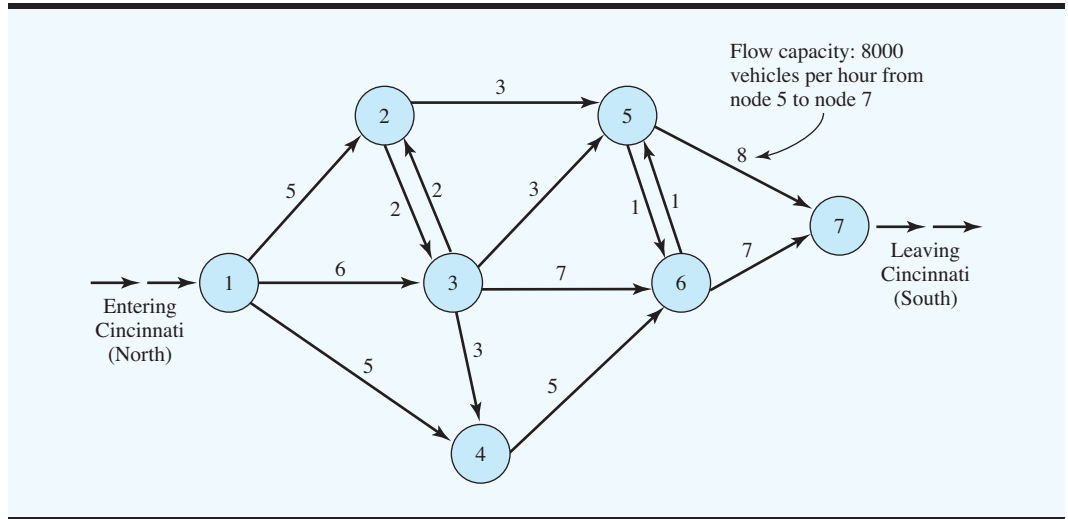 Flow capacity: 8000
vehicles per hour from
node 5 to node 7
3
2
5
8
5
2
2
3
1
1
7
7
Leaving
Cincinnati
(South)
6
7
1
3
6
Entering
Cincinnati
(North)
5
3
5
4